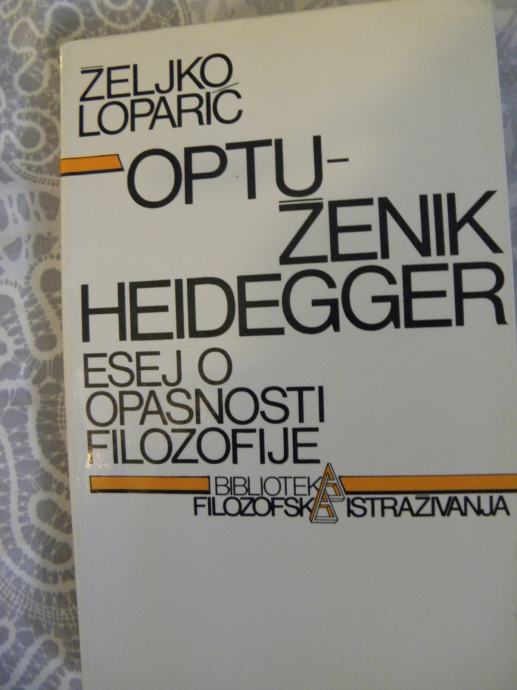 ŽELJKO
LOPARIĆ
OPTU-
ŽENIK
HEIDEGGER
ESEJ O
OPASNOSTI
FILOZOFIJE
BIBLIOTEKA
FILOZOFSKA ISTRAŽIVANJA